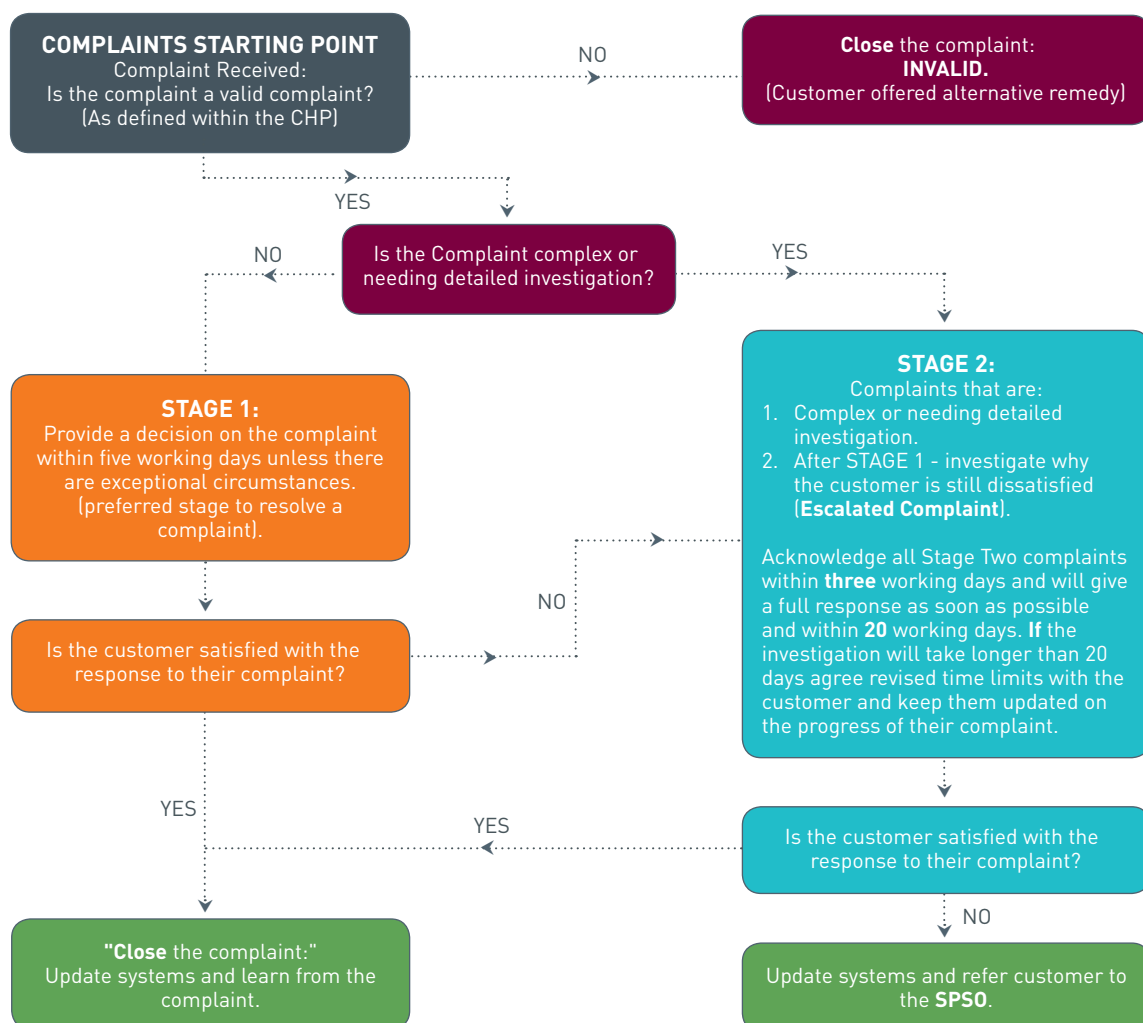 COMPLAINTS STARTING POINT
Complaint Received:
Is the complaint a valid complaint?
(As defined within the CHP)
NO
Close the complaint:
INVALID.
(Customer offered alternative remedy)
YES
Is the Complaint complex or
needing detailed investigation?
NO
YES
STAGE 1:
Provide a decision on the complaint
within five working days unless there
are exceptional circumstances.
(preferred stage to resolve a
complaint).
STAGE 2:
Complaints that are:
1. Complex or needing detailed
investigation.
2. After STAGE 1 - investigate why
the customer is still dissatisfied
(Escalated Complaint).
Acknowledge all Stage Two complaints
within three working days and will give
a full response as soon as possible
and within 20 working days. If the
investigation will take longer than 20
days agree revised time limits with the
customer and keep them updated on
the progress of their complaint.
Is the customer satisfied with the
response to their complaint?
NO
YES
YES
Is the customer satisfied with the
response to their complaint?
NO
"Close the complaint:"
Update systems and learn from the
complaint.
Update systems and refer customer to
the SPSO.